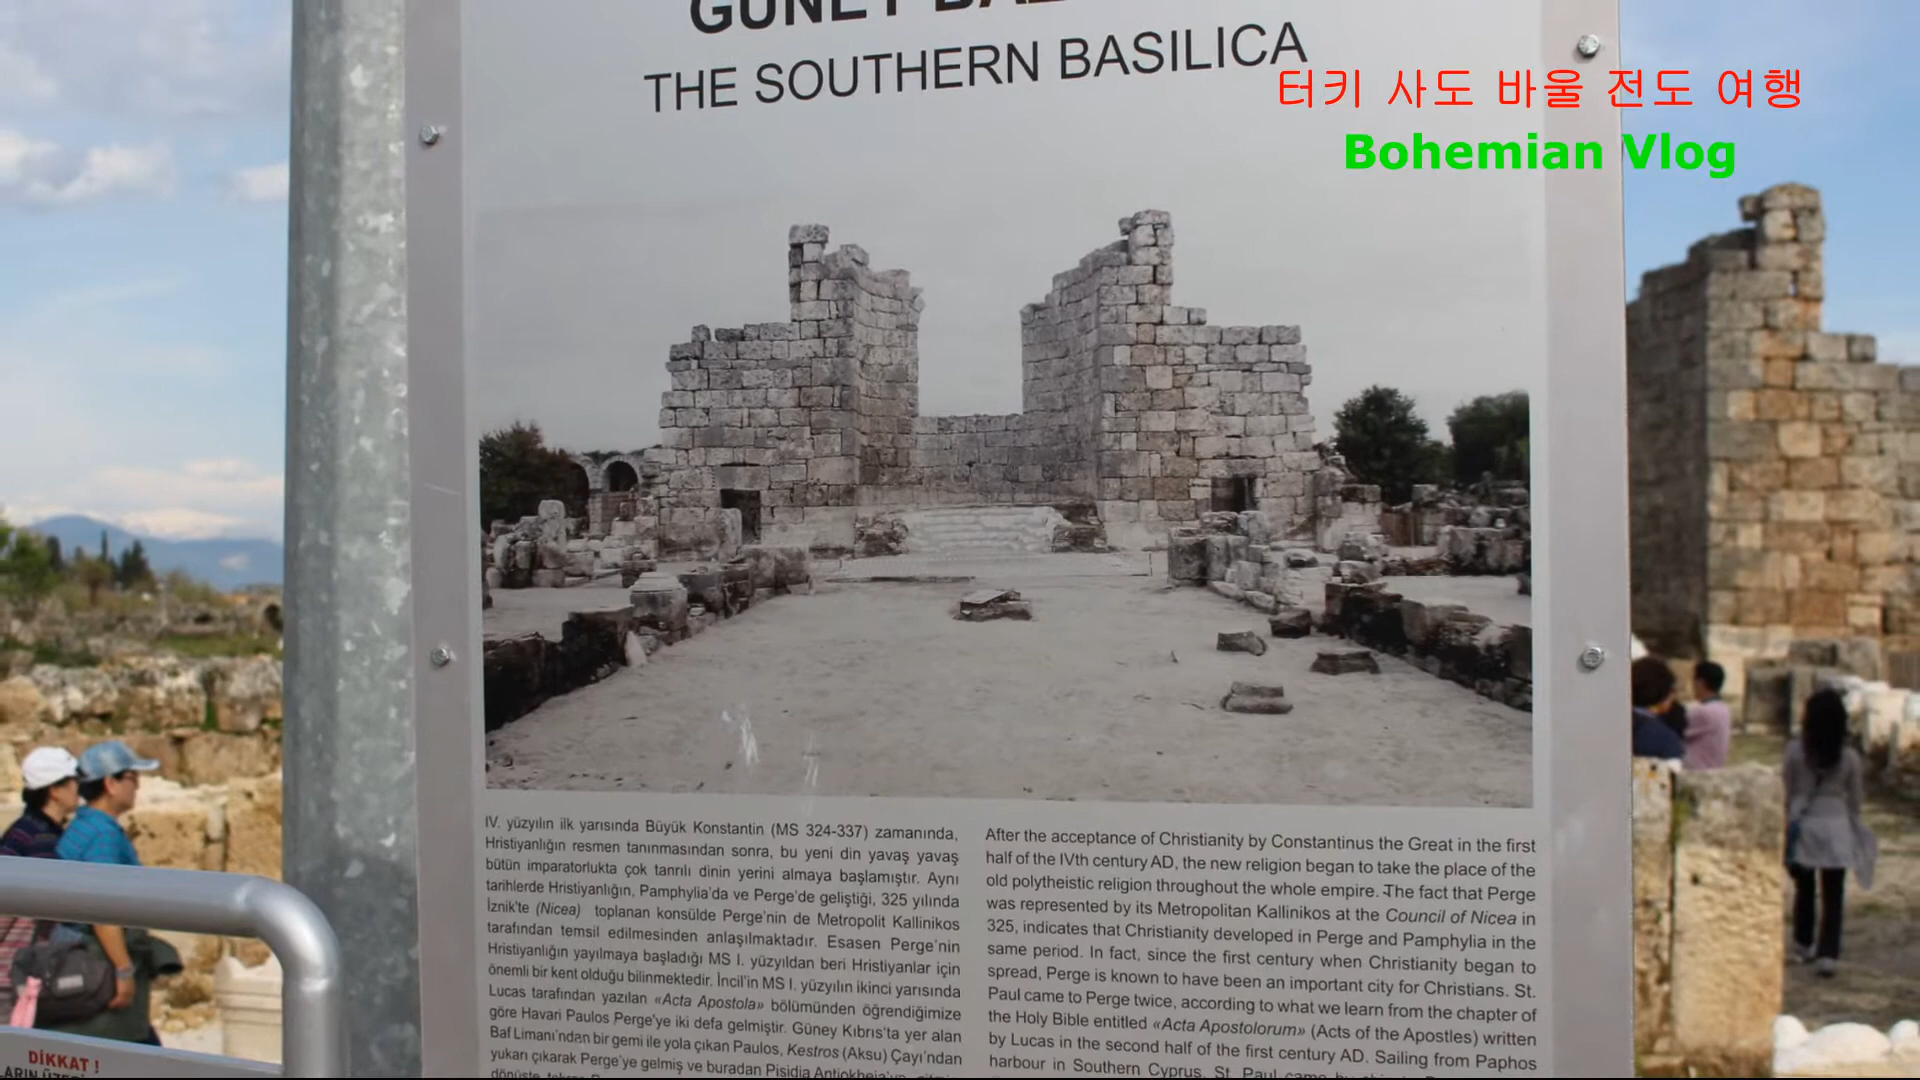 GÜNEY
THE SOUTHERN BASILICA
터키 사도 바울 전도 여행
Bohemian Vlog
IV. yüzyılın ilk yarısında Büyük Konstantin (MS 324-337) zamanında,
Hristiyanlığın resmen tanınmasından sonra, bu yeni din yavaş yavaş
bütün imparatorlukta çok tanrılı dinin yerini almaya başlamıştır. Aynı
tarihlerde Hristiyanlığın, Pamphylia'da ve Perge'de geliştiği, 325 yılında
İznik'te (Nicea) toplanan konsülde Perge'nin de Metropolit Kallinikos
tarafından temsil edilmesinden anlaşılmaktadır. Esasen Perge'nin
Hristiyanlığın yayılmaya başladığı MS I. yüzyıldan beri Hristiyanlar için
önemli bir kent olduğu bilinmektedir. İncil'in MS I. yüzyılın ikinci yarısında
Lucas tarafından yazılan «Acta Apostola» bölümünden öğrendiğimize
göre Havari Paulos Perge'ye iki defa gelmiştir. Güney Kıbrıs'ta yer alan
Baf Limanı'ndan bir gemi ile yola çıkan Paulos, Kestros (Aksu) Çayı'ndan
yukarı çıkarak Perge'ye gelmiş ve buradan Pisidia Antiokheia'ya
After the acceptance of Christianity by Constantinus the Great in the first
half of the IVth century AD, the new religion began to take the place of the
old polytheistic religion throughout the whole empire. The fact that Perge
was represented by its Metropolitan Kallinikos at the Council of Nicea in
325, indicates that Christianity developed in Perge and Pamphylia in the
same period. In fact, since the first century when Christianity began to
spread, Perge is known to have been an important city for Christians. St.
Paul came to Perge twice, according to what we learn from the chapter of
the Holy Bible entitled «Acta Apostolorum» (Acts of the Apostles) written
by Lucas in the second half of the first century AD. Sailing from Paphos
harbour in Southern Cyprus, St. Paul came by
DİKKAT !